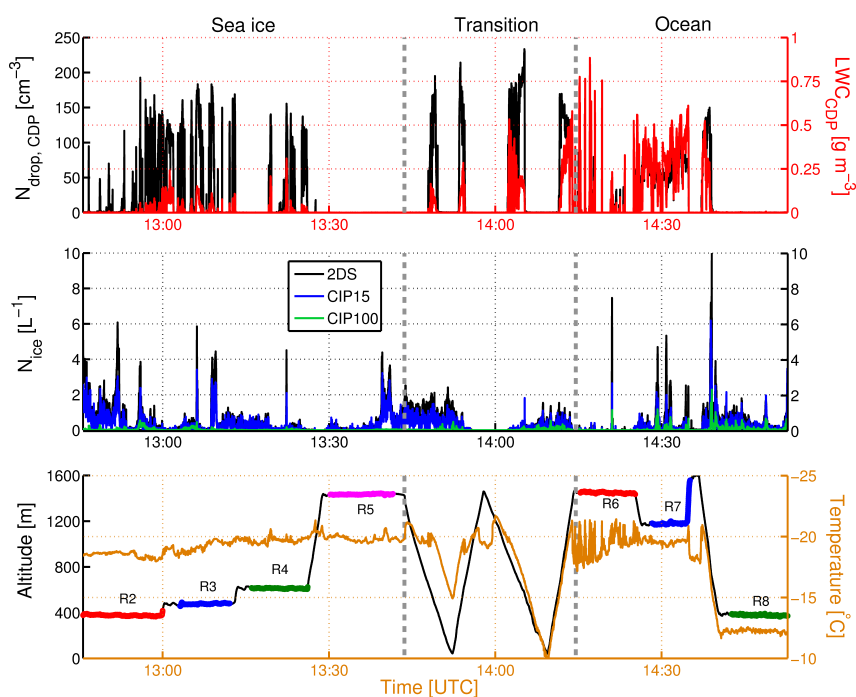 Sea ice Transition Ocean
N_drop, CDP [cm⁻³]
250
200
150
100
50
0
1
0.75
0.5
0.25
0
LWC_CDP [g m⁻³]
13:00 13:30 14:00 14:30
N_ice [L⁻¹]
10
8
6
4
2
0
2DS
CIP15
CIP100
10
8
6
4
2
0
13:00 13:30 14:00 14:30
Altitude [m]
1600
1200
800
400
0
R2
R3
R4
R5
R6
R7
R8
−25
−20
−15
−10
Temperature [°C]
13:00 13:30 14:00 14:30
Time [UTC]